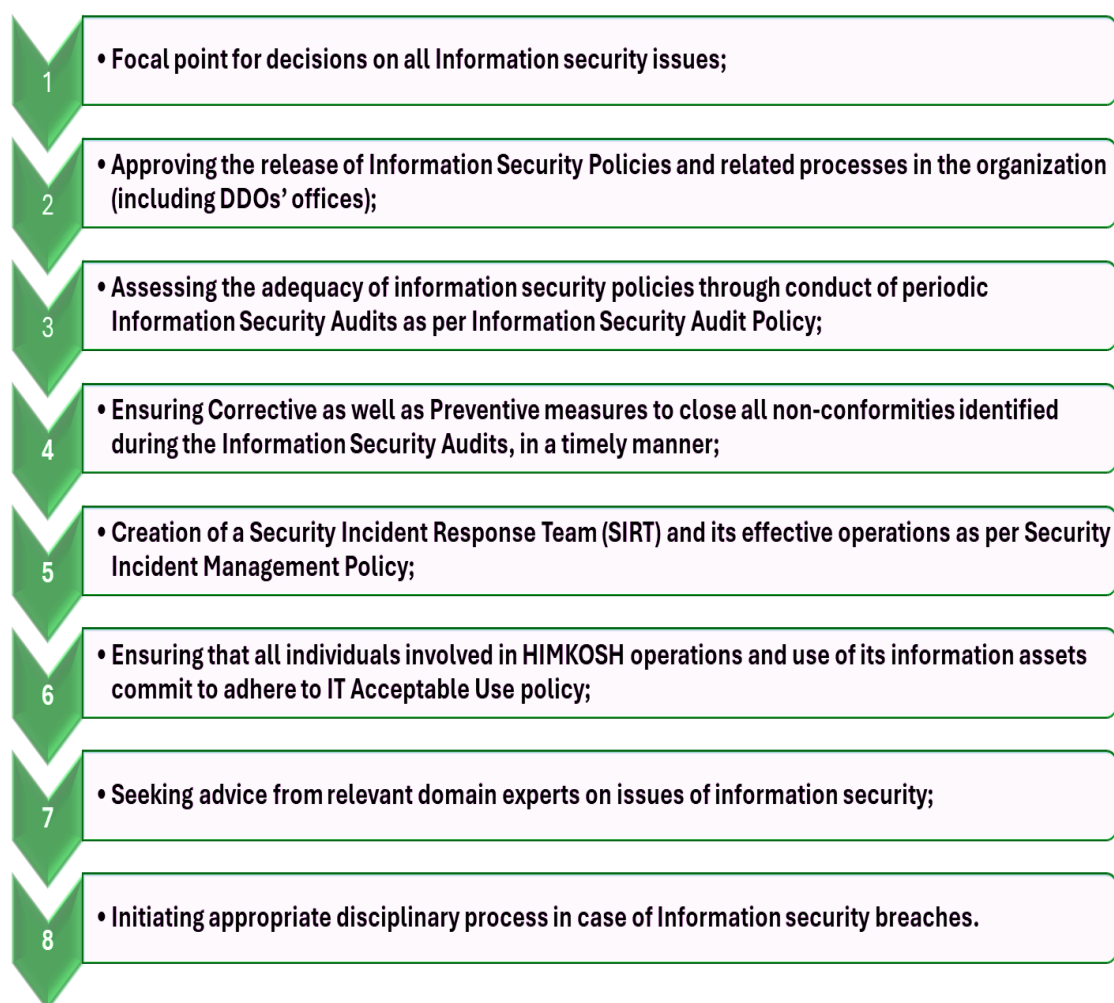 1
• Focal point for decisions on all Information security issues;
2
• Approving the release of Information Security Policies and related processes in the organization
(including DDOs’ offices);
3
• Assessing the adequacy of information security policies through conduct of periodic
Information Security Audits as per Information Security Audit Policy;
4
• Ensuring Corrective as well as Preventive measures to close all non-conformities identified
during the Information Security Audits, in a timely manner;
5
• Creation of a Security Incident Response Team (SIRT) and its effective operations as per Security
Incident Management Policy;
6
• Ensuring that all individuals involved in HIMKOSH operations and use of its information assets
commit to adhere to IT Acceptable Use policy;
7
• Seeking advice from relevant domain experts on issues of information security;
8
• Initiating appropriate disciplinary process in case of Information security breaches.